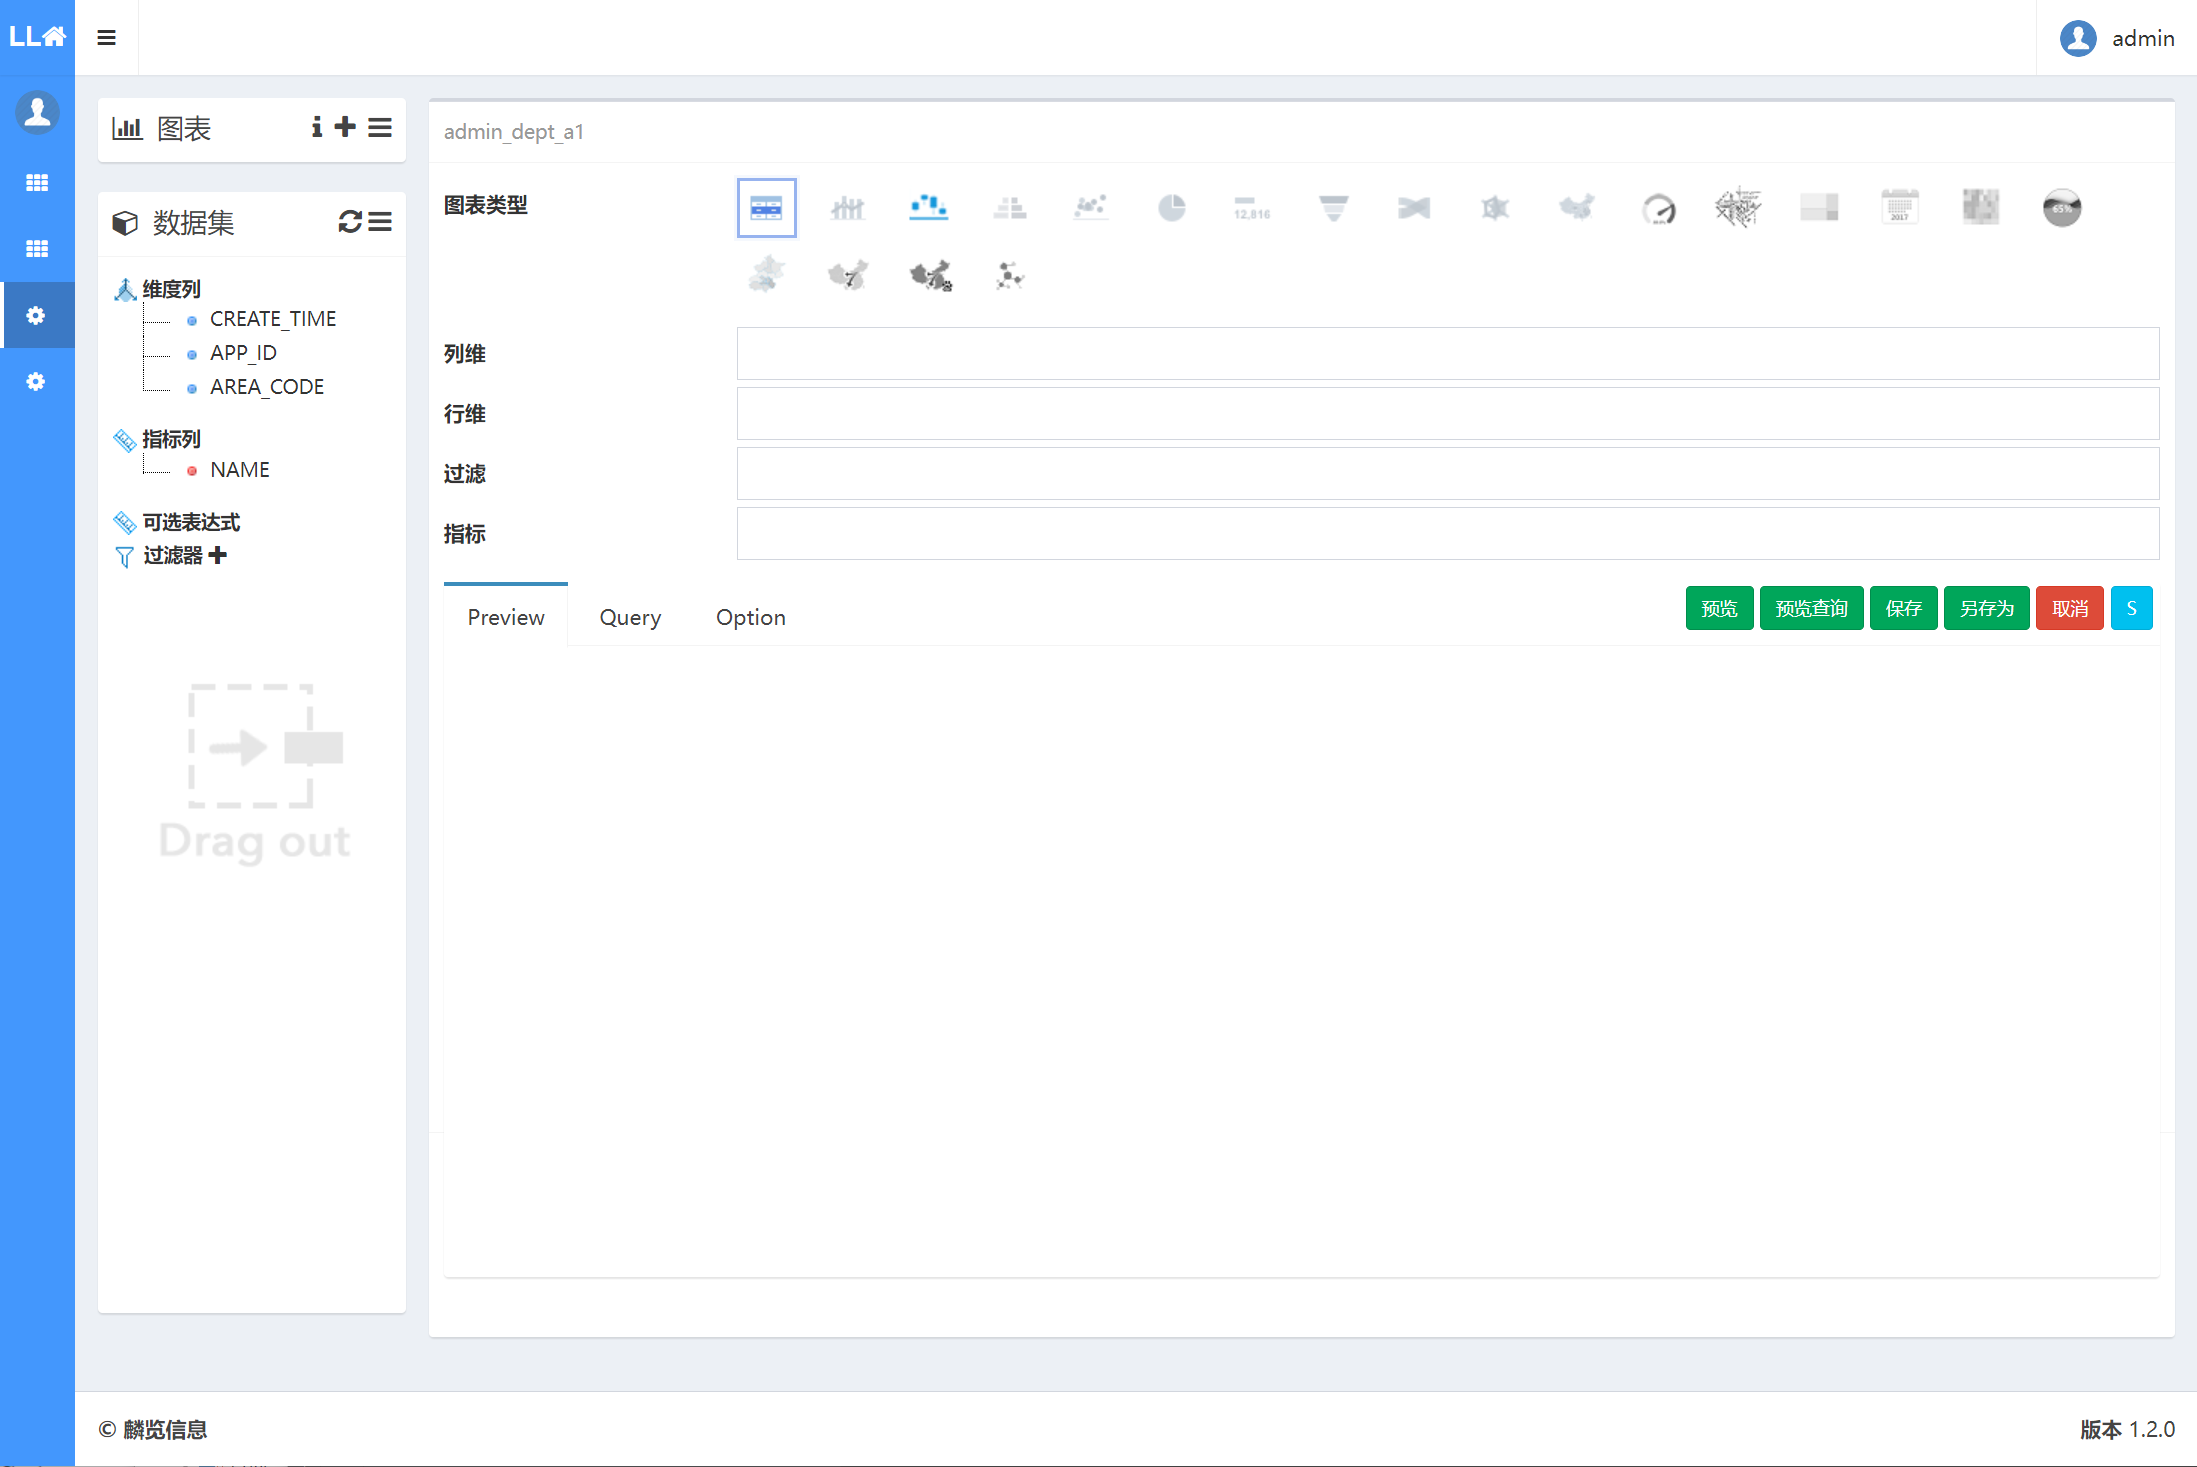 LL
admin
图表
数据集
维度列
CREATE_TIME
APP_ID
AREA_CODE
指标列
NAME
可选表达式
过滤器
Drag out
admin_dept_a1
图表类型
12,816
2017
65%
列维
行维
过滤
指标
Preview
Query
Option
预览
预览查询
保存
另存为
取消
S
© 麟览信息
版本 1.2.0